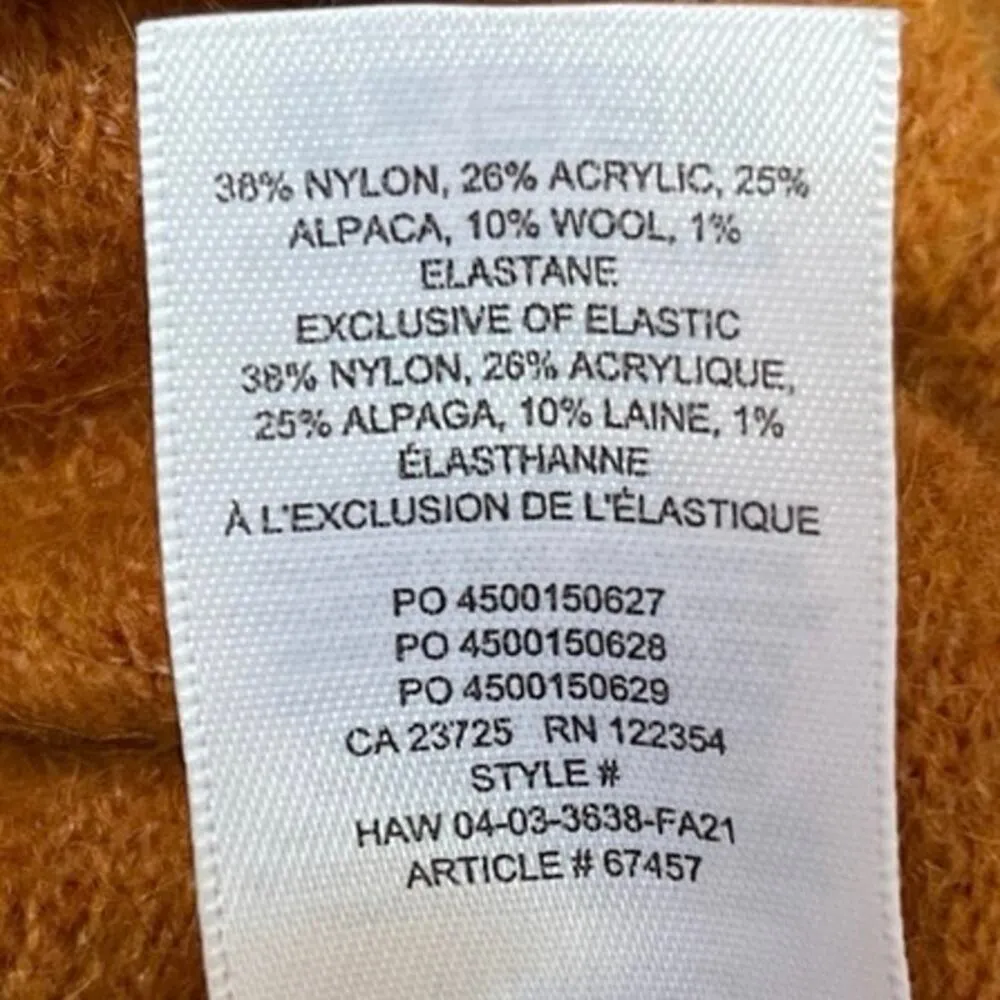 38% NYLON, 26% ACRYLIC, 25%
ALPACA, 10% WOOL, 1%
ELASTANE
EXCLUSIVE OF ELASTIC
38% NYLON, 26% ACRYLIQUE,
25% ALPAGA, 10% LAINE, 1%
ÉLASTHANNE
À L'EXCLUSION DE L'ÉLASTIQUE
PO 4500150627
PO 4500150628
PO 4500150629
CA 23725 RN 122354
STYLE #
HAW 04-03-3638-FA21
ARTICLE # 67457